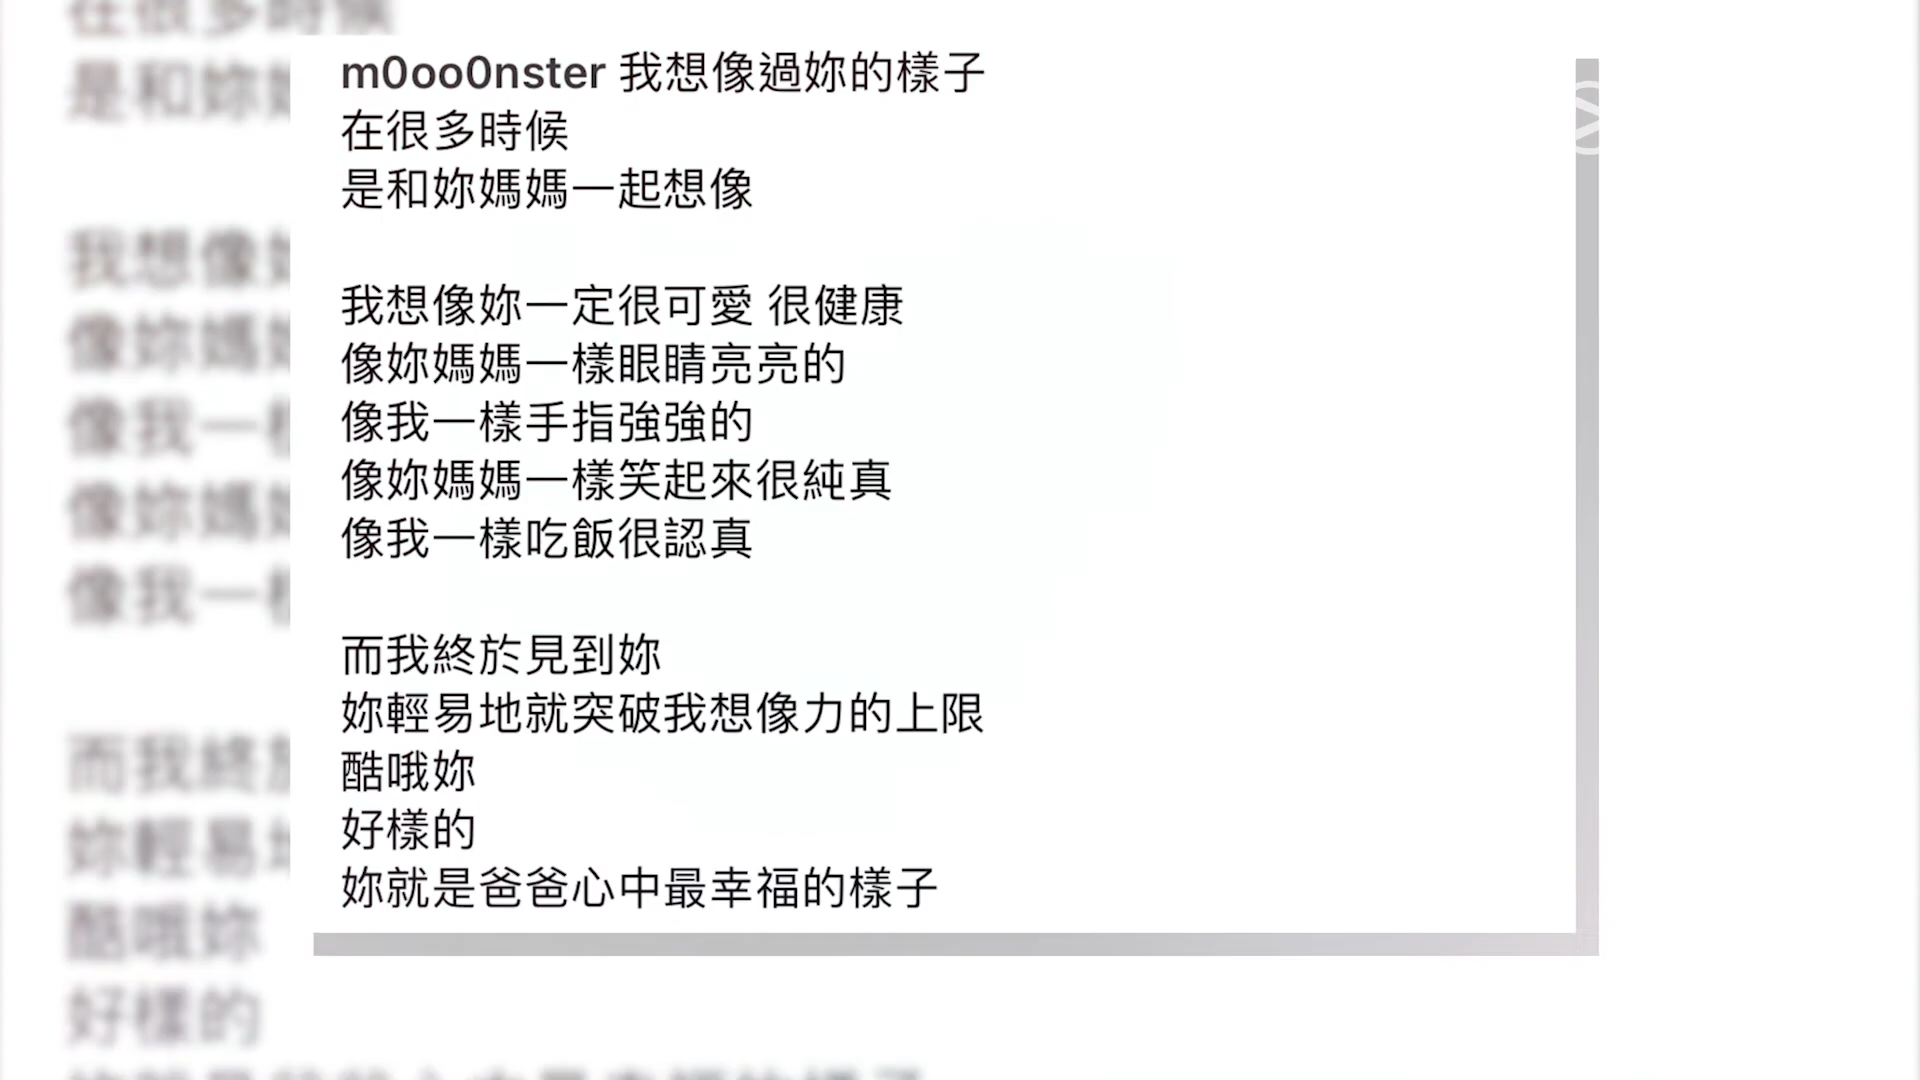 m0oo0nster 我想像過妳的樣子
在很多時候
是和妳媽媽一起想像
我想像妳一定很可愛 很健康
像妳媽媽一樣眼睛亮亮的
像我一樣手指強強的
像妳媽媽一樣笑起來很純真
像我一樣吃飯很認真
而我終於見到妳
妳輕易地就突破我想像力的上限
酷哦妳
好樣的
妳就是爸爸心中最幸福的樣子